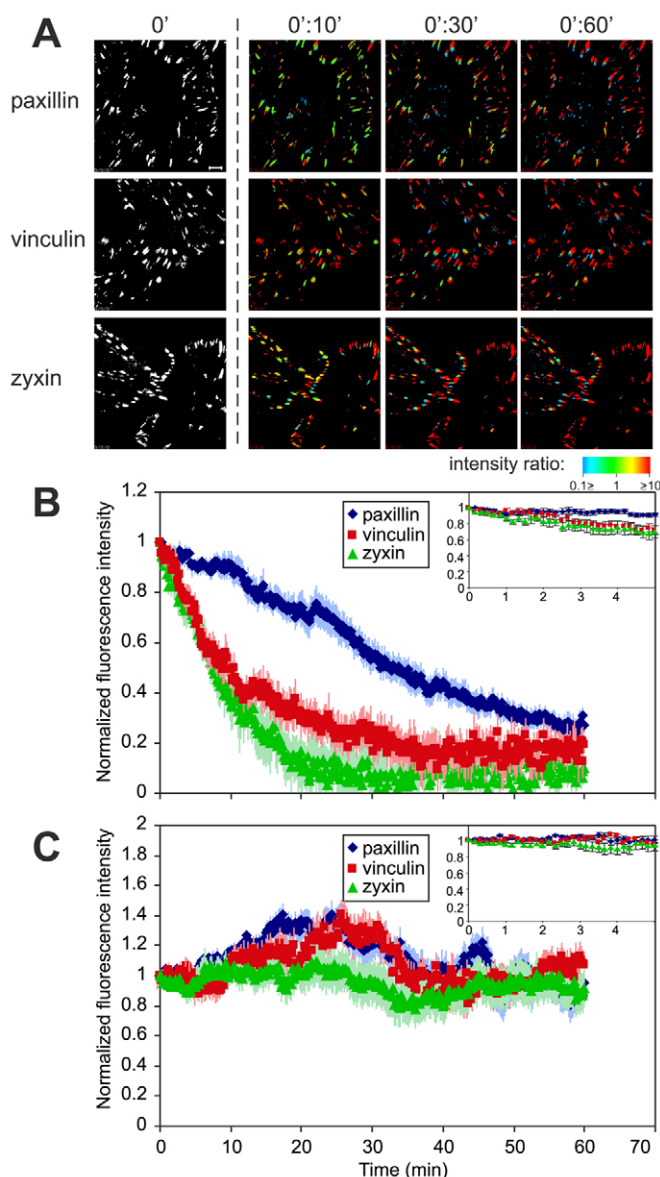 A
0'
0':10'
0':30'
0':60'
paxillin
vinculin
zyxin
intensity ratio:
0.1≥ 1 ≥10
B
Normalized fluorescence intensity
1.2
1
0.8
0.6
0.4
0.2
0
paxillin
vinculin
zyxin
1
0.8
0.6
0.4
0.2
0
0 1 2 3 4
C
Normalized fluorescence intensity
2
1.8
1.6
1.4
1.2
1
0.8
0.6
0.4
0.2
0
paxillin
vinculin
zyxin
1
0.8
0.6
0.4
0.2
0
0 1 2 3 4
0 10 20 30 40 50 60 70
Time (min)